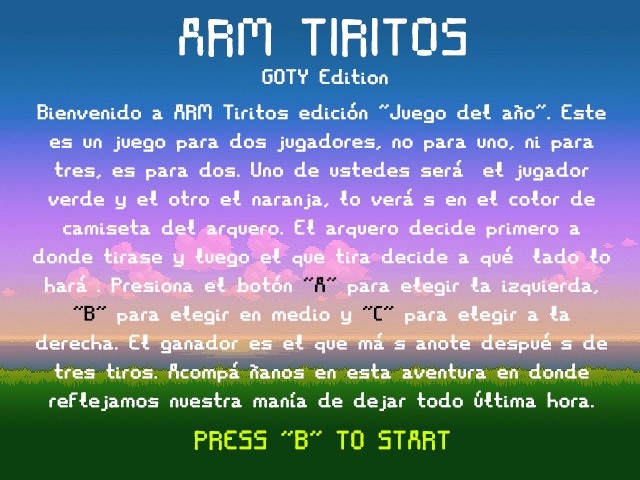 ARM TIRITOS
GOTY Edition
Bienvenido a ARM Tiritos edición "Juego del año". Este
es un juego para dos jugadores, no para uno, ni para
tres, es para dos. Uno de ustedes será el jugador
verde y el otro el naranja, lo verá s en el color de
camiseta del arquero. El arquero decide primero a
donde tirase y luego el que tira decide a qué lado lo
hará . Presiona el botón "A" para elegir la izquierda,
"B" para elegir en medio y "C" para elegir a la
derecha. El ganador es el que má s anote despué s de
tres tiros. Acompá ñanos en esta aventura en donde
reflejamos nuestra manía de dejar todo última hora.
PRESS "B" TO START